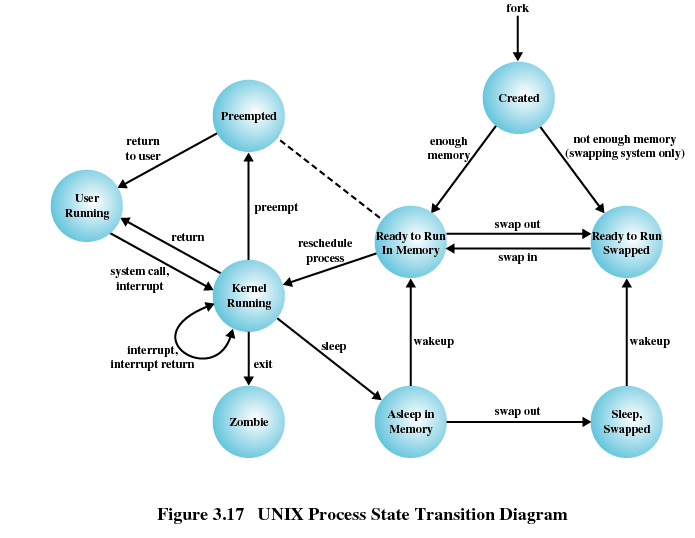 fork
Created
Preempted
return
to user
enough
memory
not enough memory
(swapping system only)
User
Running
preempt
return
reschedule
process
Ready to Run
In Memory
swap out
swap in
Ready to Run
Swapped
system call,
interrupt
Kernel
Running
interrupt,
interrupt return
sleep
wakeup
wakeup
exit
Zombie
Asleep in
Memory
swap out
Sleep,
Swapped
Figure 3.17 UNIX Process State Transition Diagram